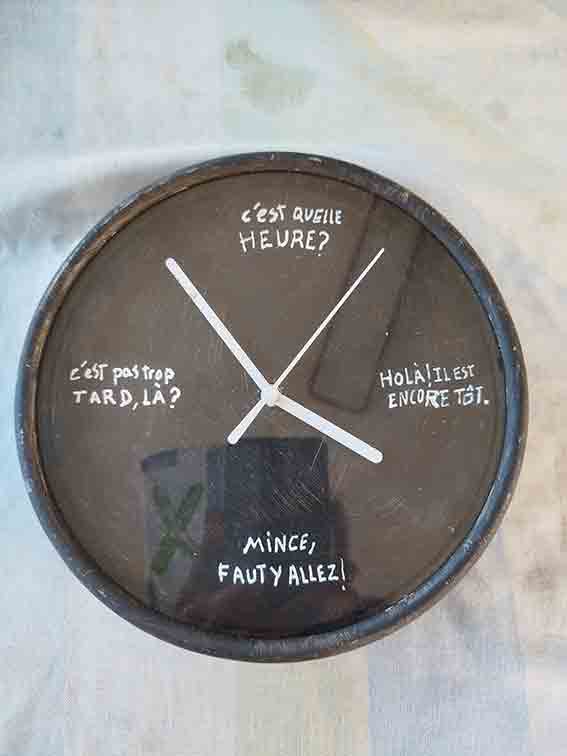 c'est QUELLE
HEURE?
c'est pas trop
TARD, LÀ?
HOLÀ! IL EST
ENCORE TÔT.
MINCE,
FAUT Y ALLEZ!